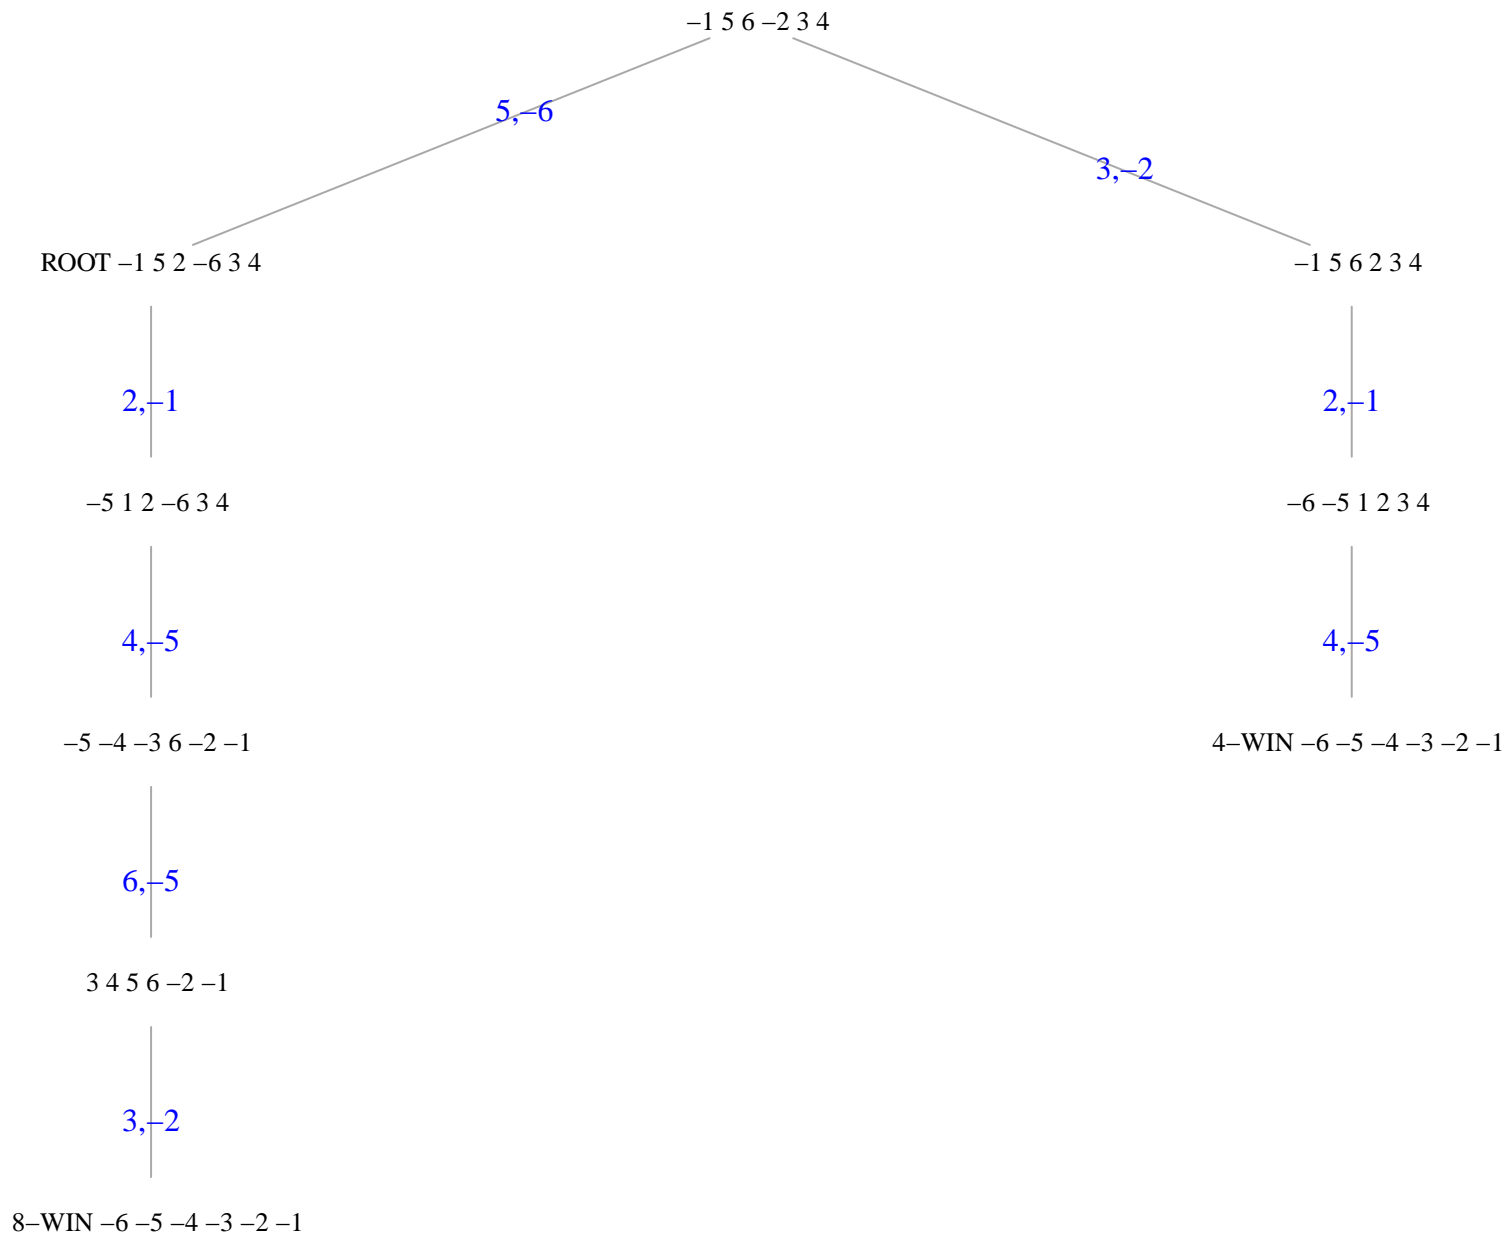 –1 5 6 –2 3 4
5,–6
3,–2
ROOT –1 5 2 –6 3 4
–1 5 6 2 3 4
2,–1
2,–1
–5 1 2 –6 3 4
–6 –5 1 2 3 4
4,–5
4,–5
–5 –4 –3 6 –2 –1
4–WIN –6 –5 –4 –3 –2 –1
6,–5
3 4 5 6 –2 –1
3,–2
8–WIN –6 –5 –4 –3 –2 –1